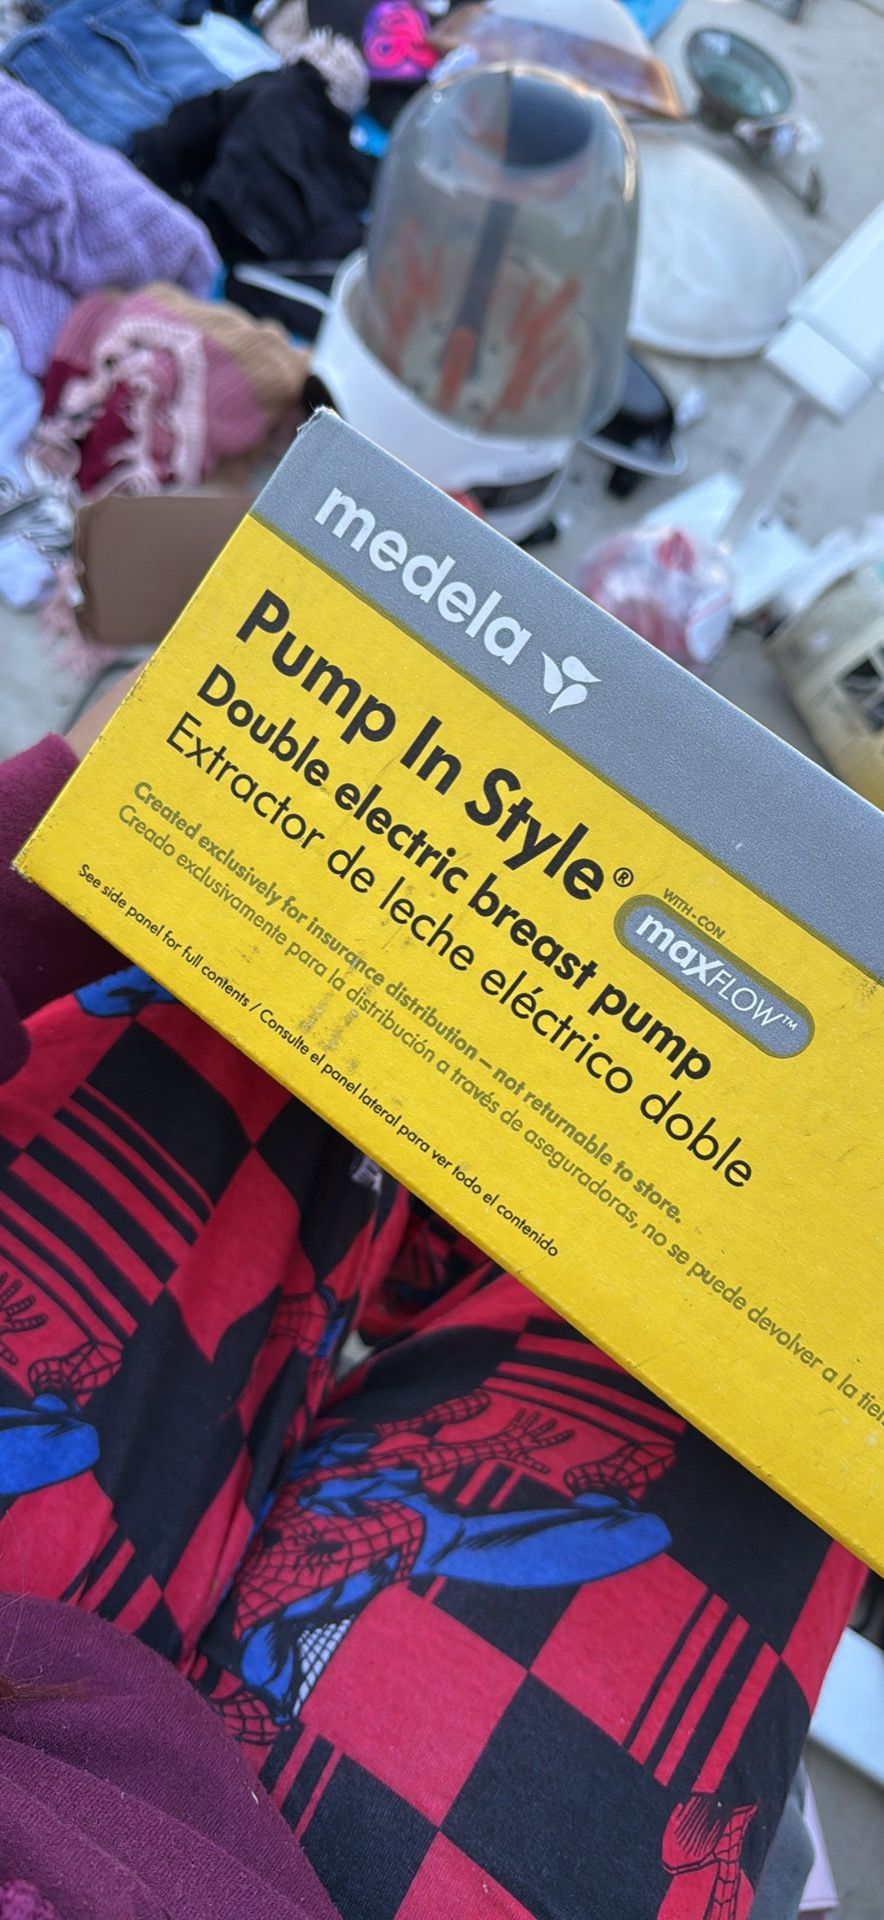 medela
Pump In Style®
WITH-CON
maxFLOW™
Double electric breast pump
Extractor de leche eléctrico doble
Created exclusively for insurance distribution – not returnable to store.
Creado exclusivamente para la distribución a través de aseguradoras, no se puede devolver a la
See side panel for full contents / Consulte el panel lateral para ver todo el contenido